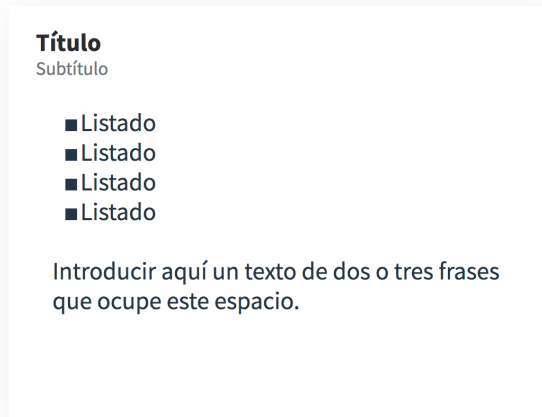 Título
Subtítulo
■Listado
■Listado
■Listado
■Listado
Introducir aquí un texto de dos o tres frases
que ocupe este espacio.